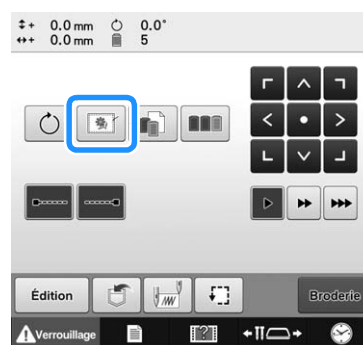 0.0 mm 0.0°
0.0 mm 5
Édition
Broderie
Verrouillage